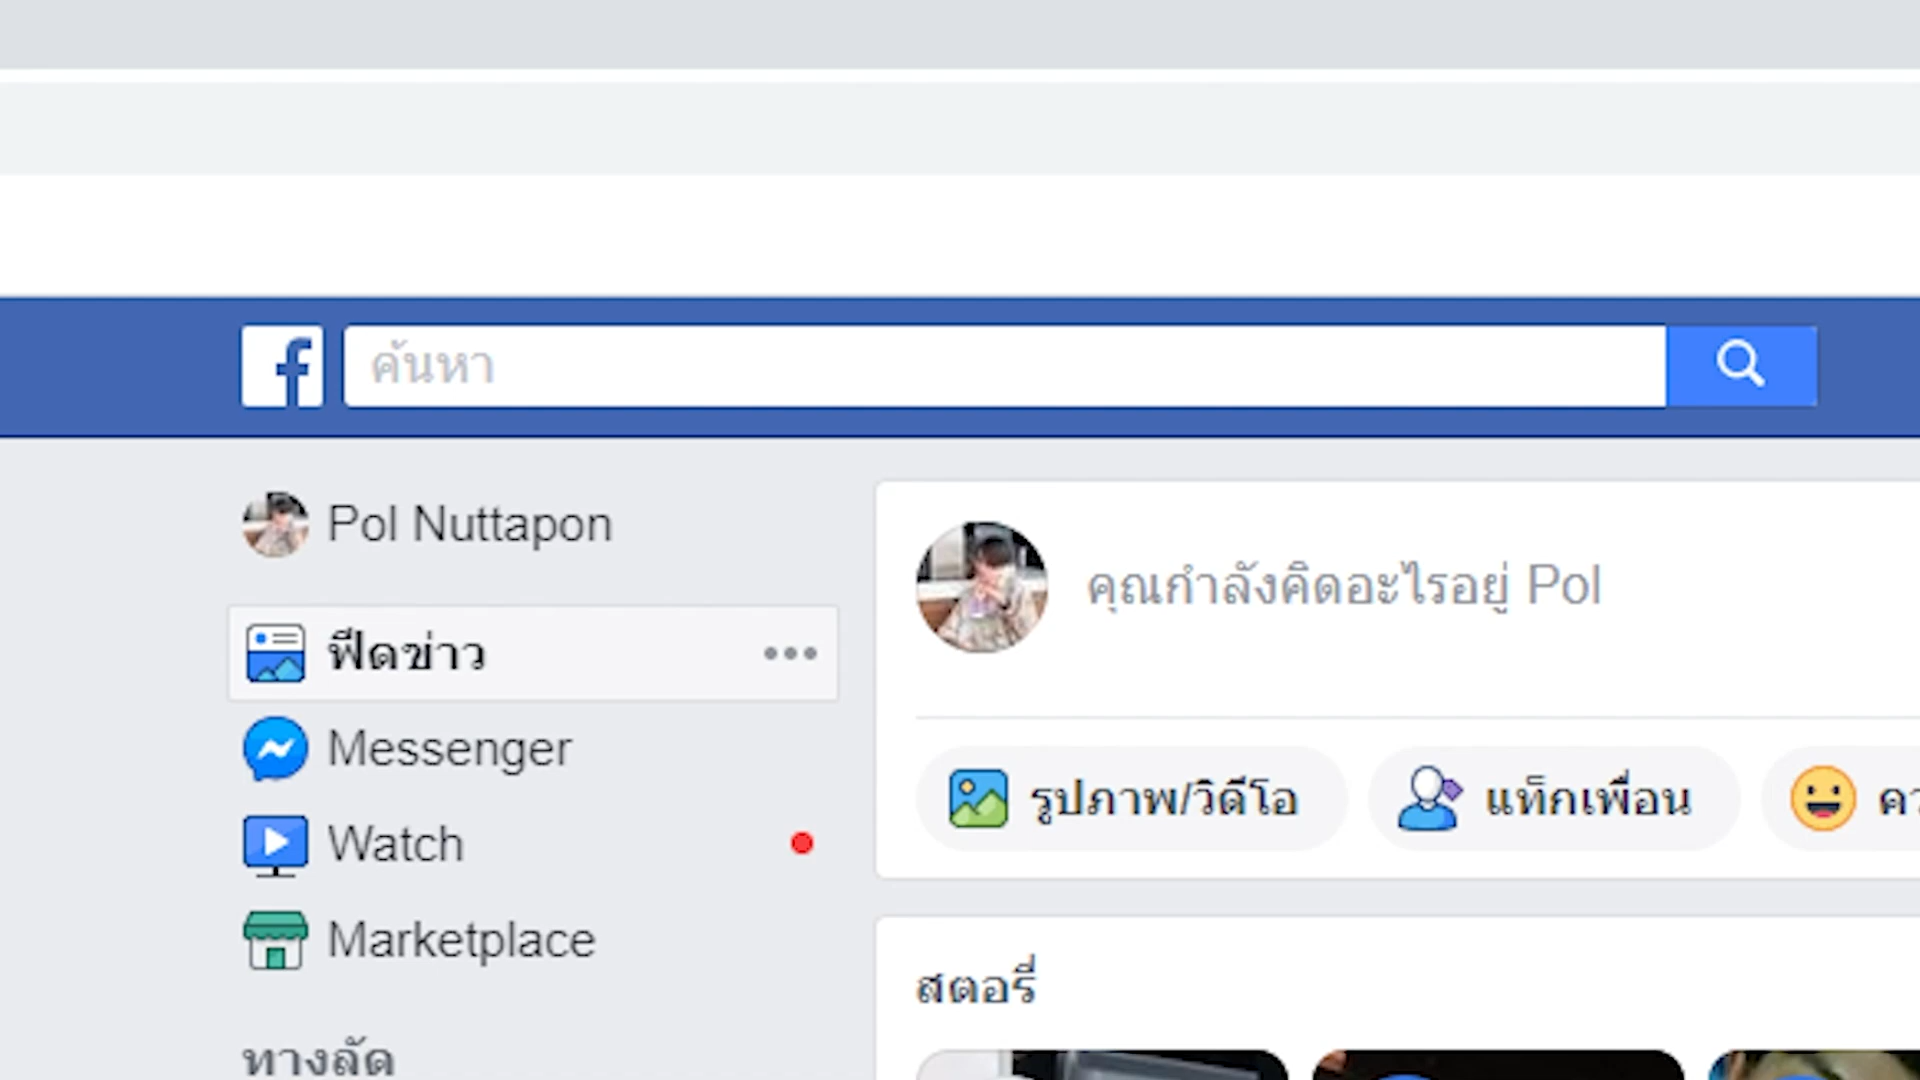 ค้นหา
Pol Nuttapon
ฟีดข่าว
Messenger
Watch
Marketplace
ทางลัด
คุณกำลังคิดอะไรอยู่ Pol
รูปภาพ/วิดีโอ
แท็กเพื่อน
สตอรี่